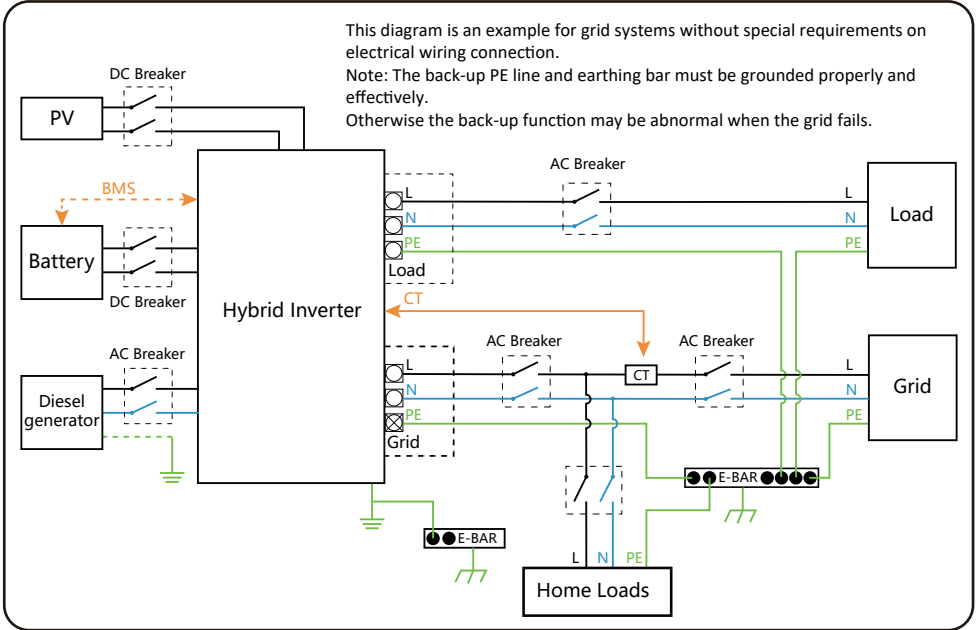 This diagram is an example for grid systems without special requirements on
electrical wiring connection.
Note: The back-up PE line and earthing bar must be grounded properly and
effectively.
Otherwise the back-up function may be abnormal when the grid fails.
DC Breaker
PV
BMS
Battery
DC Breaker
AC Breaker
Diesel
generator
Hybrid Inverter
L
N
PE
Load
AC Breaker
L
N
PE
Load
CT
L
N
PE
Grid
AC Breaker
CT
AC Breaker
L
N
PE
Grid
E-BAR
E-BAR
L
N
PE
Home Loads